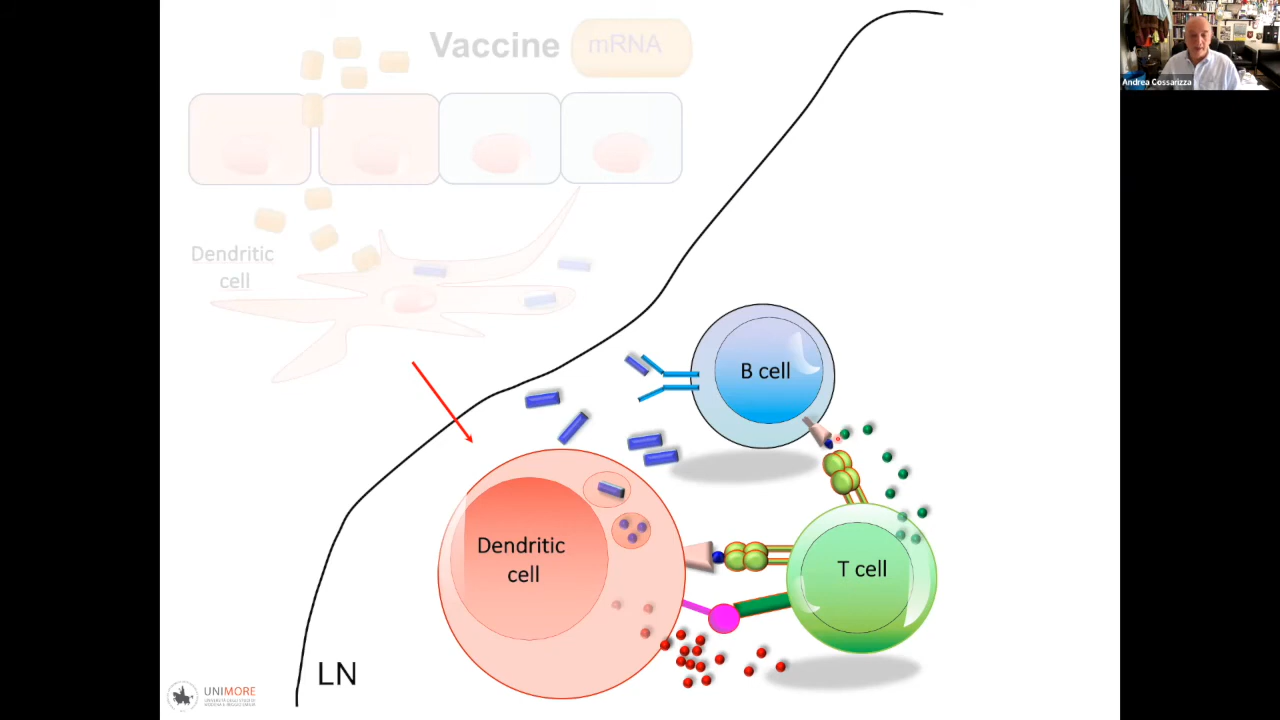 Vaccine
mRNA
Andrea Cossarizza
Dendritic
cell
B cell
Dendritic
cell
T cell
LN
UNIMORE